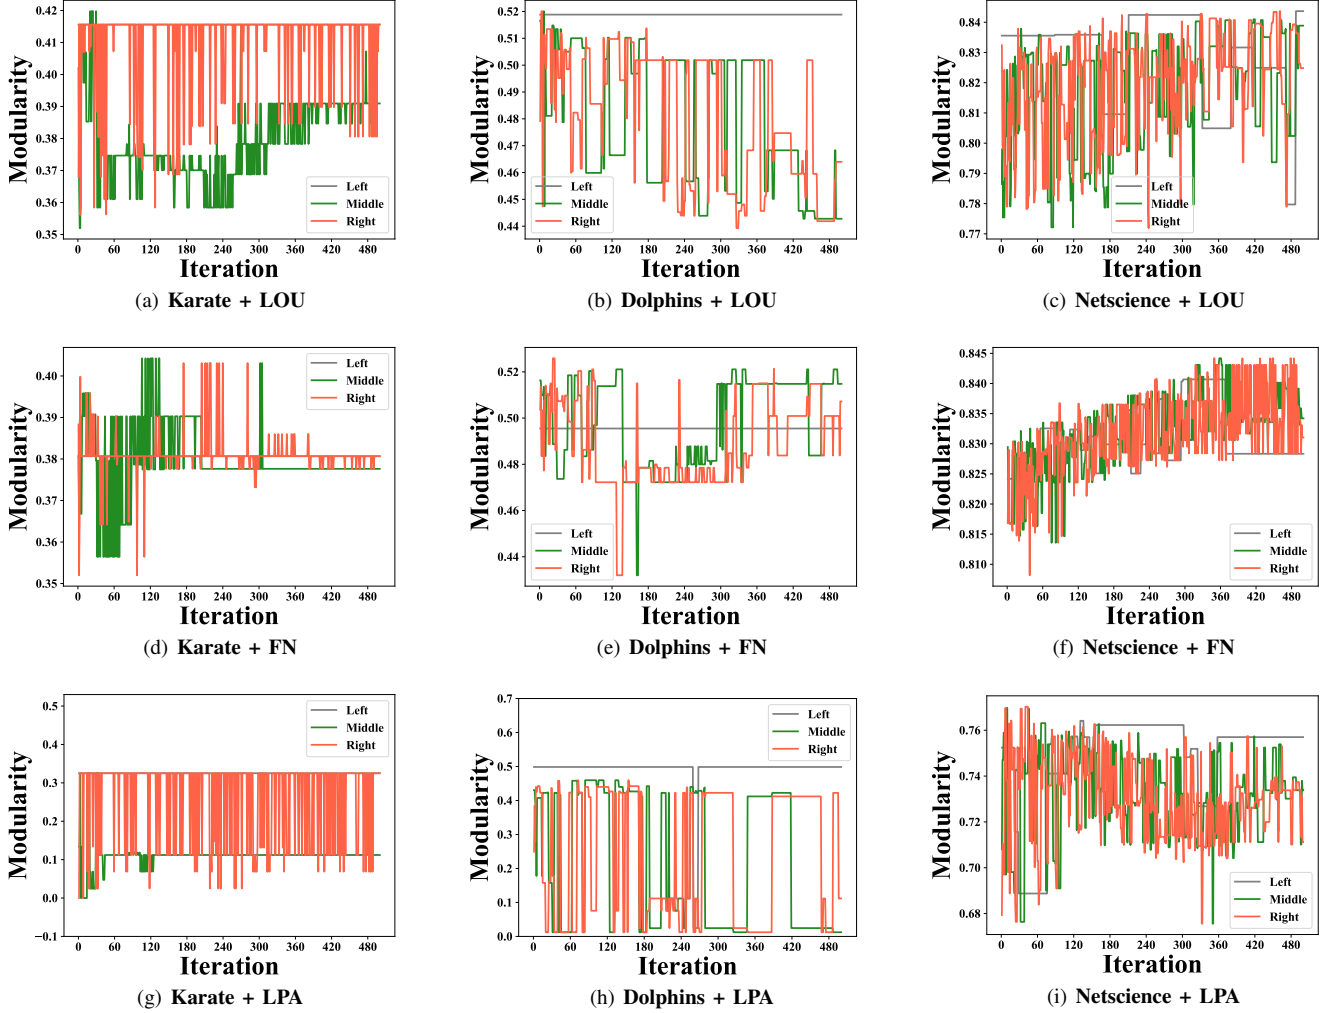 0.42
0.41
0.40
0.39
0.38
0.37
0.36
0.35
Modularity
Left
Middle
Right
0 60 120 180 240 300 360 420 480
Iteration
(a) Karate + LOU
0.52
0.51
0.50
0.49
0.48
0.47
0.46
0.45
0.44
Modularity
Left
Middle
Right
0 60 120 180 240 300 360 420 480
Iteration
(b) Dolphins + LOU
0.84
0.83
0.82
0.81
0.80
0.79
0.78
0.77
Modularity
Left
Middle
Right
0 60 120 180 240 300 360 420 480
Iteration
(c) Netscience + LOU
0.40
0.39
0.38
0.37
0.36
0.35
Modularity
Left
Middle
Right
0 60 120 180 240 300 360 420 480
Iteration
(d) Karate + FN
0.52
0.50
0.48
0.46
0.44
Modularity
Left
Middle
Right
0 60 120 180 240 300 360 420 480
Iteration
(e) Dolphins + FN
0.845
0.840
0.835
0.830
0.825
0.820
0.815
0.810
Modularity
Left
Middle
Right
0 60 120 180 240 300 360 420 480
Iteration
(f) Netscience + FN
0.5
0.4
0.3
0.2
0.1
0.0
−0.1
Modularity
Left
Middle
Right
0 60 120 180 240 300 360 420 480
Iteration
(g) Karate + LPA
0.7
0.6
0.5
0.4
0.3
0.2
0.1
0.0
Modularity
Left
Middle
Right
0 60 120 180 240 300 360 420 480
Iteration
(h) Dolphins + LPA
0.76
0.74
0.72
0.70
0.68
Modularity
Left
Middle
Right
0 60 120 180 240 300 360 420 480
Iteration
(i) Netscience + LPA